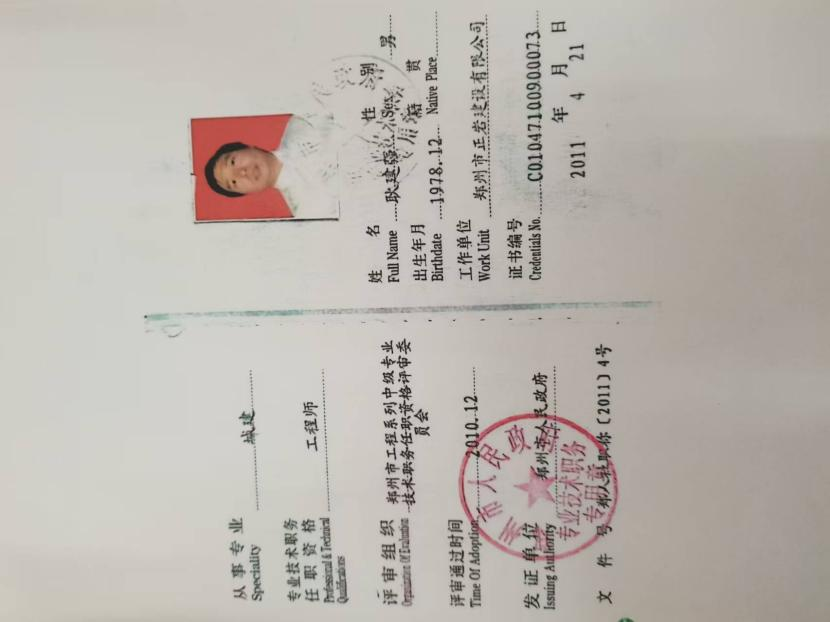 从事专业 城建
Speciality
专业技术职务
任职资格 工程师
Professional & Technical
Qualifications
评审组织 郑州市工程系列中级专业
Organization Of Evaluation 技术职务任职资格评审委
员会
评审通过时间 2010.12
Time Of Adoption
发证单位 郑州市人民政府
Issuing Authority
文件号 郑人社职称〔2011〕4号
州市人民政
专业技术职务
专用章
姓名 耿建强 性别 男
Full Name Sex
出生年月 1978.12 籍贯
Birthdate Native Place
工作单位 郑州市正岩建设有限公司
Work Unit
证书编号 C01047100900073
Credentials No.
2011 年 4 月 21 日